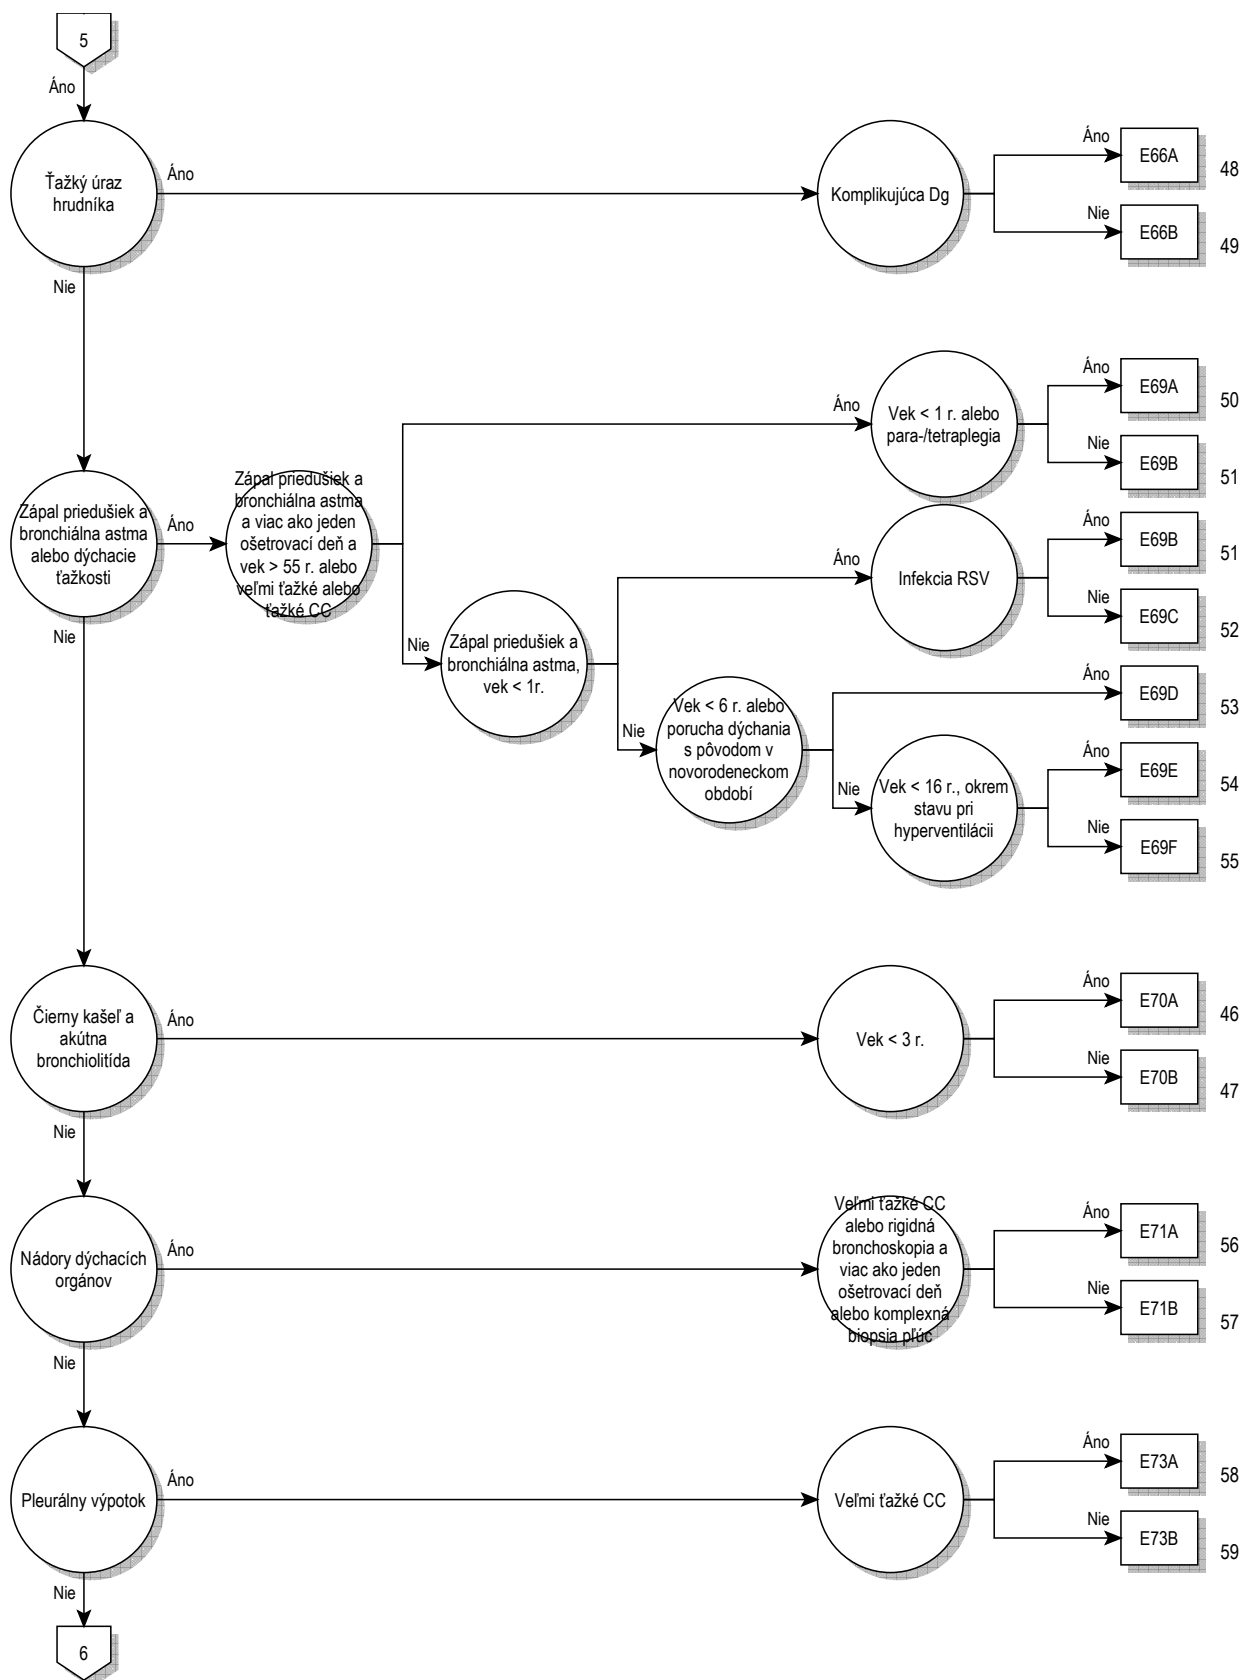 5
Áno
Ťažký úraz
hrudníka
Áno
Komplikujúca Dg
Áno
E66A
48
Nie
E66B
49
Nie
Zápal priedušiek a
bronchiálna astma
alebo dýchacie
ťažkosti
Áno
Zápal priedušiek a
bronchiálna astma
a viac ako jeden
ošetrovací deň a
vek > 55 r. alebo
veľmi ťažké alebo
ťažké CC
Áno
Vek < 1 r. alebo
para-/tetraplegia
Áno
E69A
50
Nie
E69B
51
Nie
Zápal priedušiek a
bronchiálna astma,
vek < 1r.
Áno
Infekcia RSV
Áno
E69B
51
Nie
E69C
52
Nie
Vek < 6 r. alebo
porucha dýchania
s pôvodom v
novorodeneckom
období
Áno
E69D
53
Nie
Vek < 16 r., okrem
stavu pri
hyperventilácii
Áno
E69E
54
Nie
E69F
55
Nie
Čierny kašeľ a
akútna
bronchiolitída
Áno
Vek < 3 r.
Áno
E70A
46
Nie
E70B
47
Nie
Nádory dýchacích
orgánov
Áno
Veľmi ťažké CC
alebo rigidná
bronchoskopia a
viac ako jeden
ošetrovací deň
alebo komplexná
biopsia pľúc
Áno
E71A
56
Nie
E71B
57
Nie
Pleurálny výpotok
Áno
Veľmi ťažké CC
Áno
E73A
58
Nie
E73B
59
Nie
6